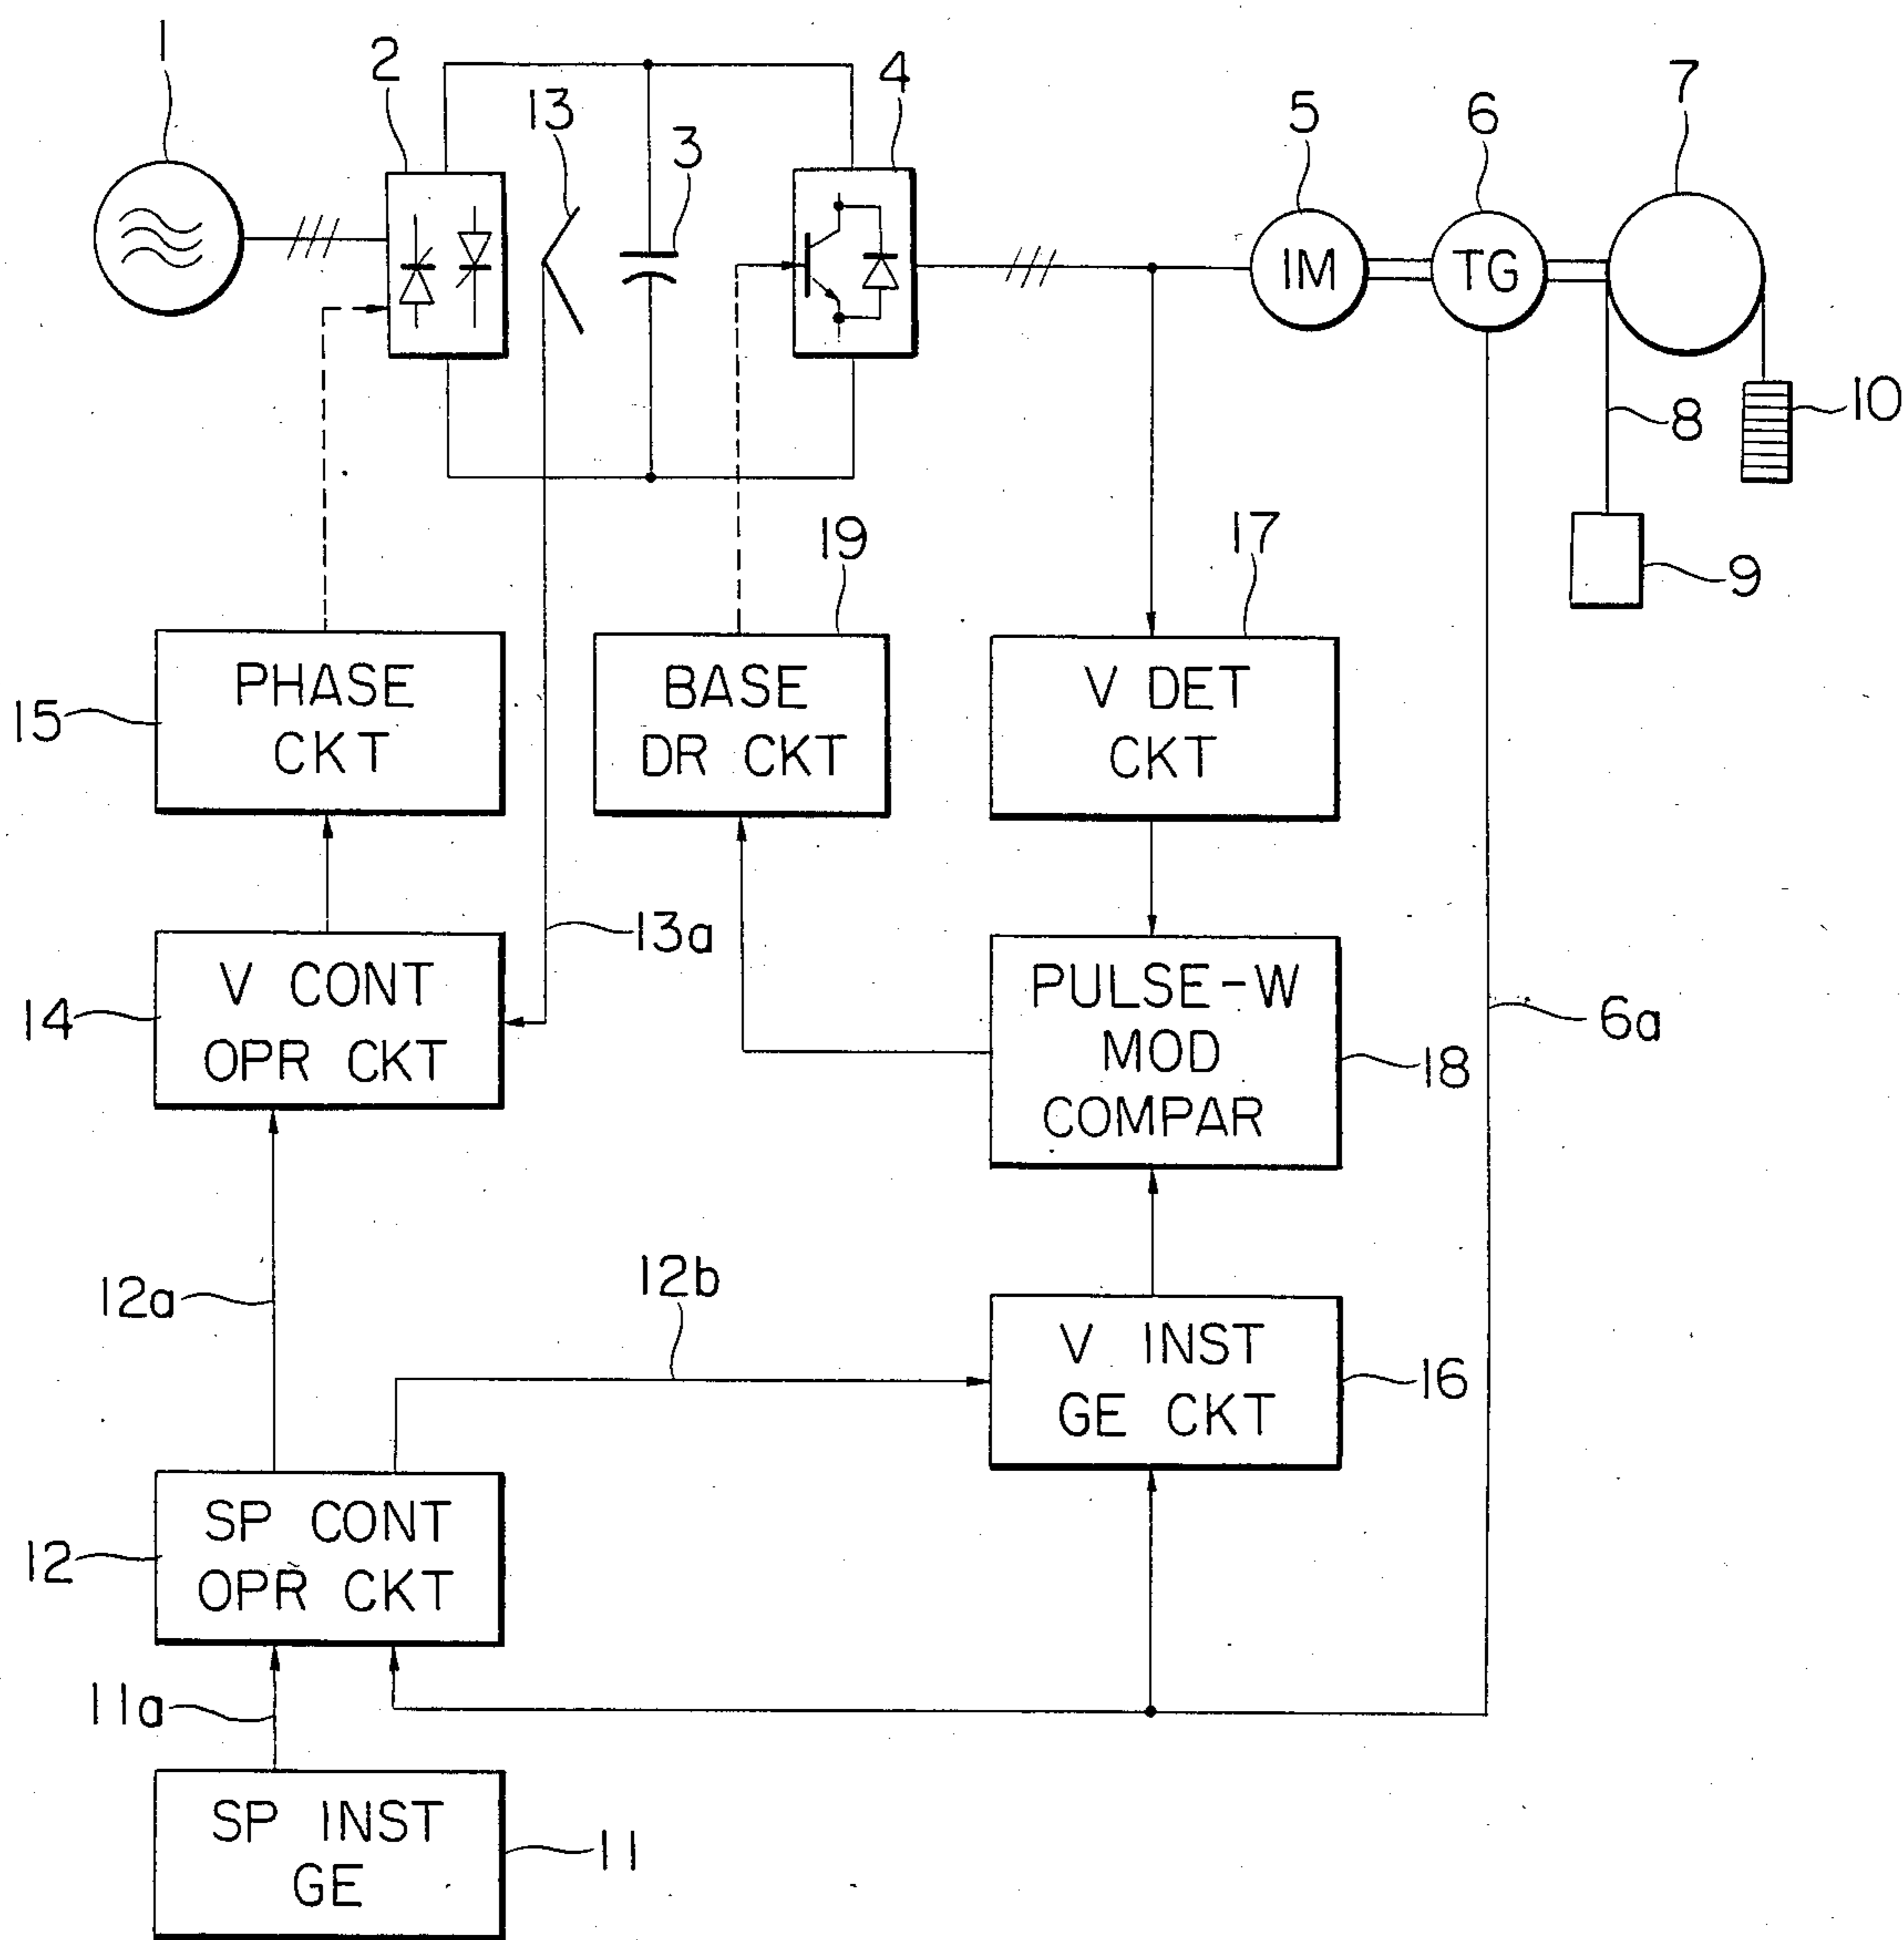 1
2
13
3
4
5
6
7
IM
TG
8
10
9
19
17
15
PHASE
CKT
BASE
DR CKT
V DET
CKT
13a
14
V CONT
OPR CKT
PULSE-W
MOD
COMPAR
18
6a
12a
12b
V INST
GE CKT
16
12
SP CONT
OPR CKT
11a
SP INST
GE
11